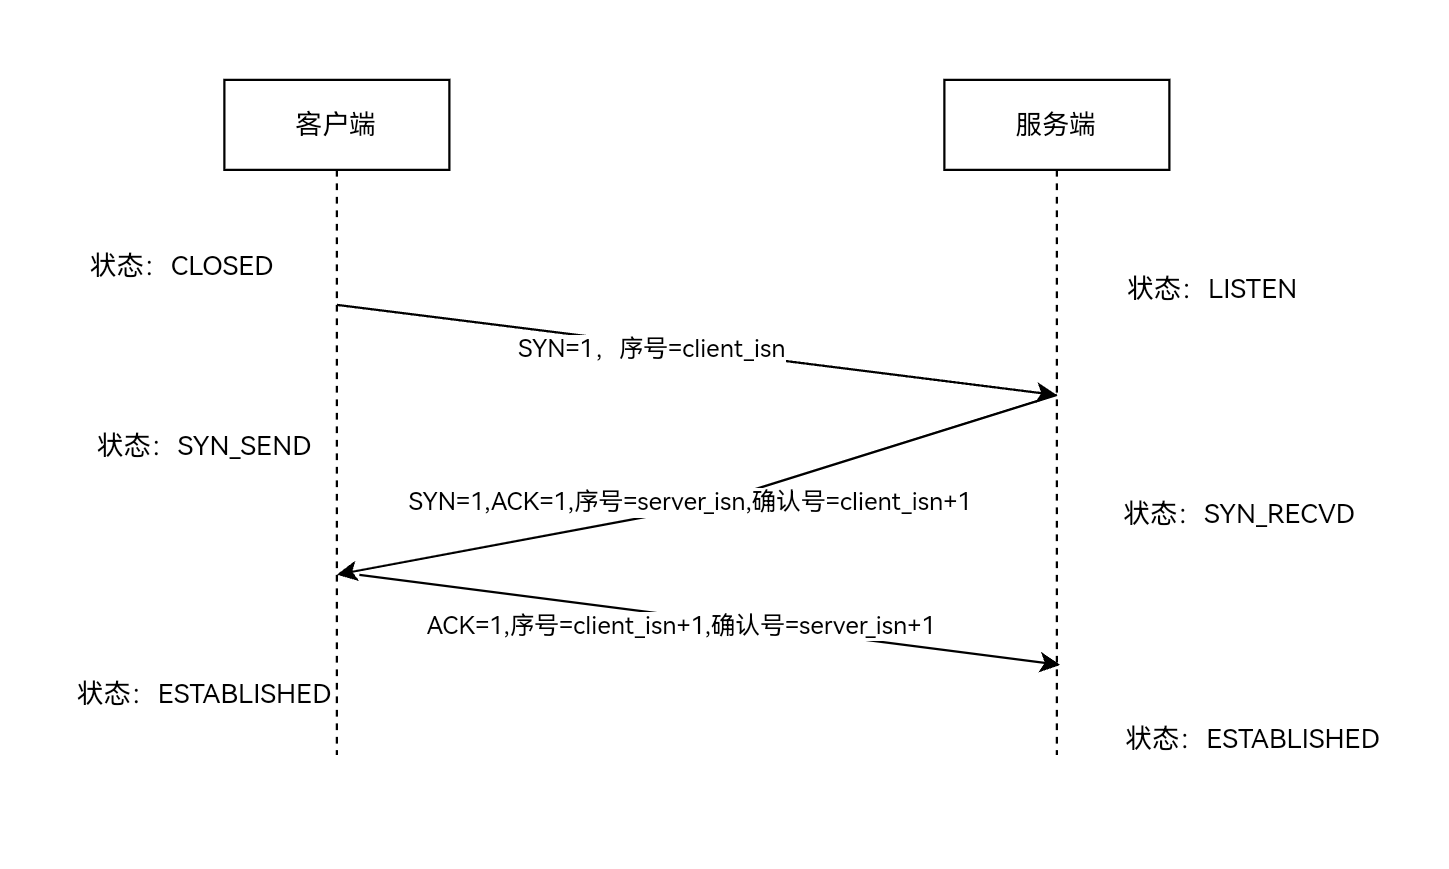 客户端
服务端
状态：CLOSED
状态：LISTEN
SYN=1，序号=client_isn
状态：SYN_SEND
SYN=1,ACK=1,序号=server_isn,确认号=client_isn+1
状态：SYN_RECVD
ACK=1,序号=client_isn+1,确认号=server_isn+1
状态：ESTABLISHED
状态：ESTABLISHED